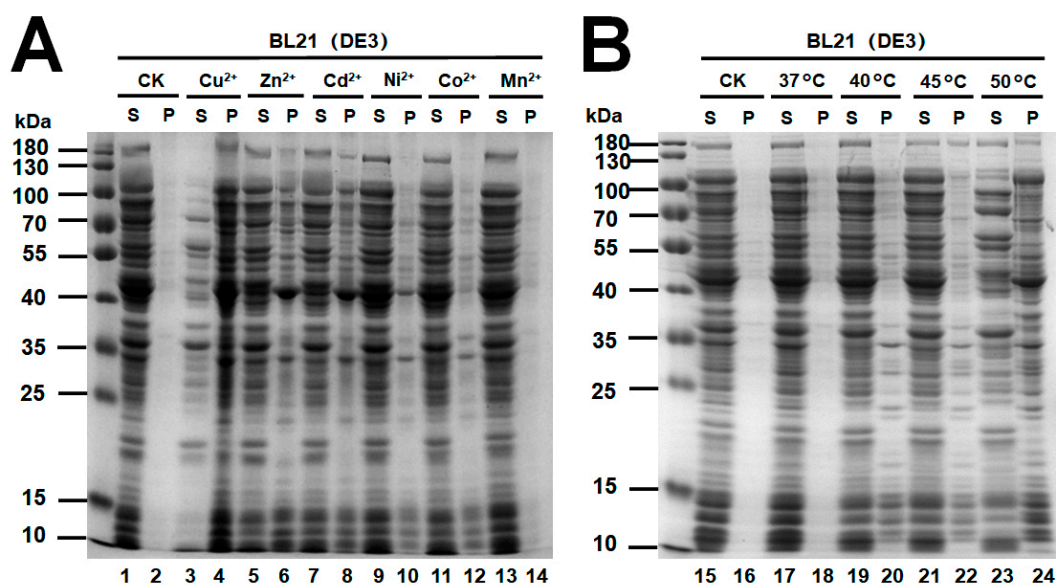 A
BL21 (DE3)
CK Cu2+ Zn2+ Cd2+ Ni2+ Co2+ Mn2+
kDa S P S P S P S P S P S P S P
180
130
100
70
55
40
35
25
15
10
1 2 3 4 5 6 7 8 9 10 11 12 13 14
B
BL21 (DE3)
CK 37 °C 40 °C 45 °C 50 °C
kDa S P S P S P S P S P
180
130
100
70
55
40
35
25
15
10
15 16 17 18 19 20 21 22 23 24